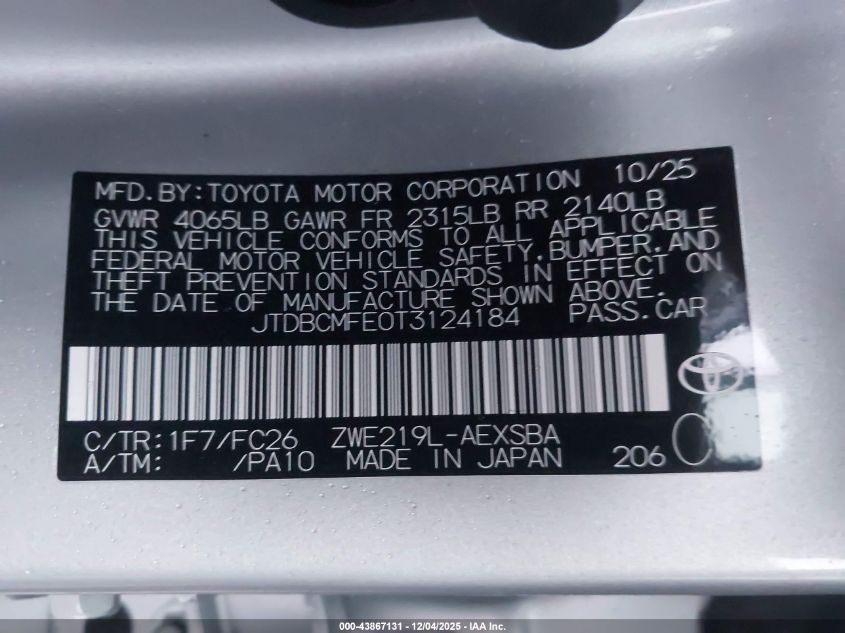 MFD.BY:TOYOTA MOTOR CORPORATION 10/25
GVWR 4065LB GAWR FR 2315LB RR 2140LB
THIS VEHICLE CONFORMS TO ALL APPLICABLE
FEDERAL MOTOR VEHICLE SAFETY,BUMPER,AND
THEFT PREVENTION STANDARDS IN EFFECT ON
THE DATE OF MANUFACTURE SHOWN ABOVE.
JTDBCMFE0T3124184 PASS.CAR
C/TR:1F7/FC26 ZWE219L-AEXSBA
A/TM: /PA10 MADE IN JAPAN 206 C
000-43867131 - 12/04/2025 - IAA Inc.